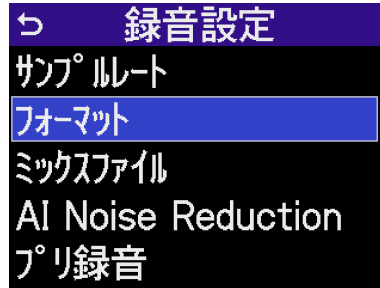 録音設定
サンプルレート
フォーマット
ミックスファイル
AI Noise Reduction
プリ録音